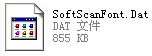 SoftScanFont.Dat
DAT 文件
855 KB